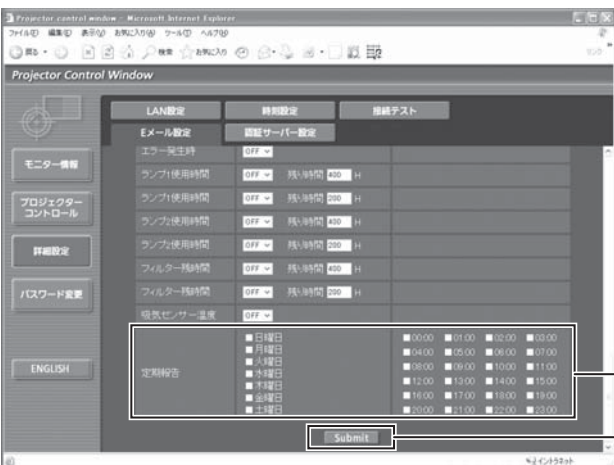 Projector control window - Microsoft Internet Explorer
ファイル(F) 編集(E) 表示(V) お気に入り(A) ツール(T) ヘルプ(H)
戻る 検索 お気に入り
Projector Control Window
LAN設定 時刻設定 接続テスト
Eメール設定 認証サーバー設定
モニター情報
プロジェクター
コントロール
詳細設定
パスワード変更
ENGLISH
エラー発生時 OFF
ランプ1使用時間 OFF 残り時間 400 H
ランプ1使用時間 OFF 残り時間 200 H
ランプ2使用時間 OFF 残り時間 400 H
ランプ2使用時間 OFF 残り時間 200 H
フィルター残時間 OFF 残り時間 400 H
フィルター残時間 OFF 残り時間 200 H
吸気センサー温度 OFF
定期報告
日曜日
月曜日
火曜日
水曜日
木曜日
金曜日
土曜日
00:00 01:00 02:00 03:00
04:00 05:00 06:00 07:00
08:00 09:00 10:00 11:00
12:00 13:00 14:00 15:00
16:00 17:00 18:00 19:00
20:00 21:00 22:00 23:00
Submit
イントラネット